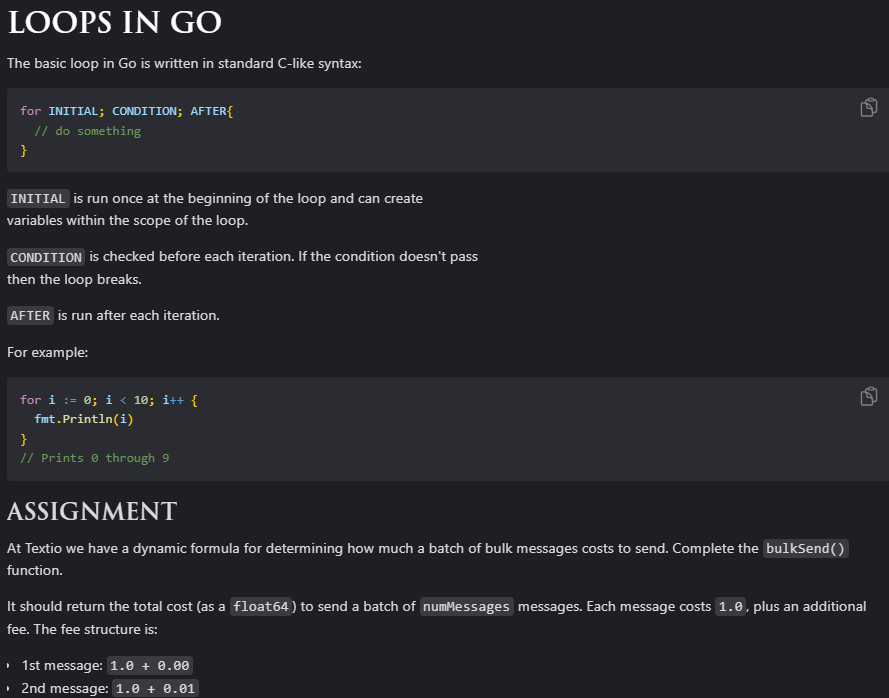 LOOPS IN GO
The basic loop in Go is written in standard C-like syntax:
for INITIAL; CONDITION; AFTER{
  // do something
}
INITIAL is run once at the beginning of the loop and can create
variables within the scope of the loop.
CONDITION is checked before each iteration. If the condition doesn't pass
then the loop breaks.
AFTER is run after each iteration.
For example:
for i := 0; i < 10; i++ {
  fmt.Println(i)
}
// Prints 0 through 9
ASSIGNMENT
At Textio we have a dynamic formula for determining how much a batch of bulk messages costs to send. Complete the bulkSend()
function.
It should return the total cost (as a float64) to send a batch of numMessages messages. Each message costs 1.0, plus an additional
fee. The fee structure is:
• 1st message: 1.0 + 0.00
• 2nd message: 1.0 + 0.01